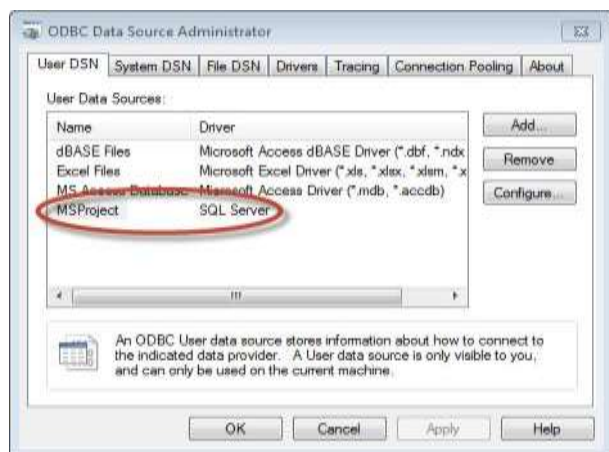 ODBC Data Source Administrator
User DSN System DSN File DSN Drivers Tracing Connection Pooling About
User Data Sources:
Name Driver
dBASE Files Microsoft Access dBASE Driver (*.dbf, *.ndx
Excel Files Microsoft Excel Driver (*.xls, *.xlsx, *.xlsm, *.x
MS Access Database Microsoft Access Driver (*.mdb, *.accdb)
MSProject SQL Server
Add...
Remove
Configure...
An ODBC User data source stores information about how to connect to
the indicated data provider. A User data source is only visible to you,
and can only be used on the current machine.
OK Cancel Apply Help